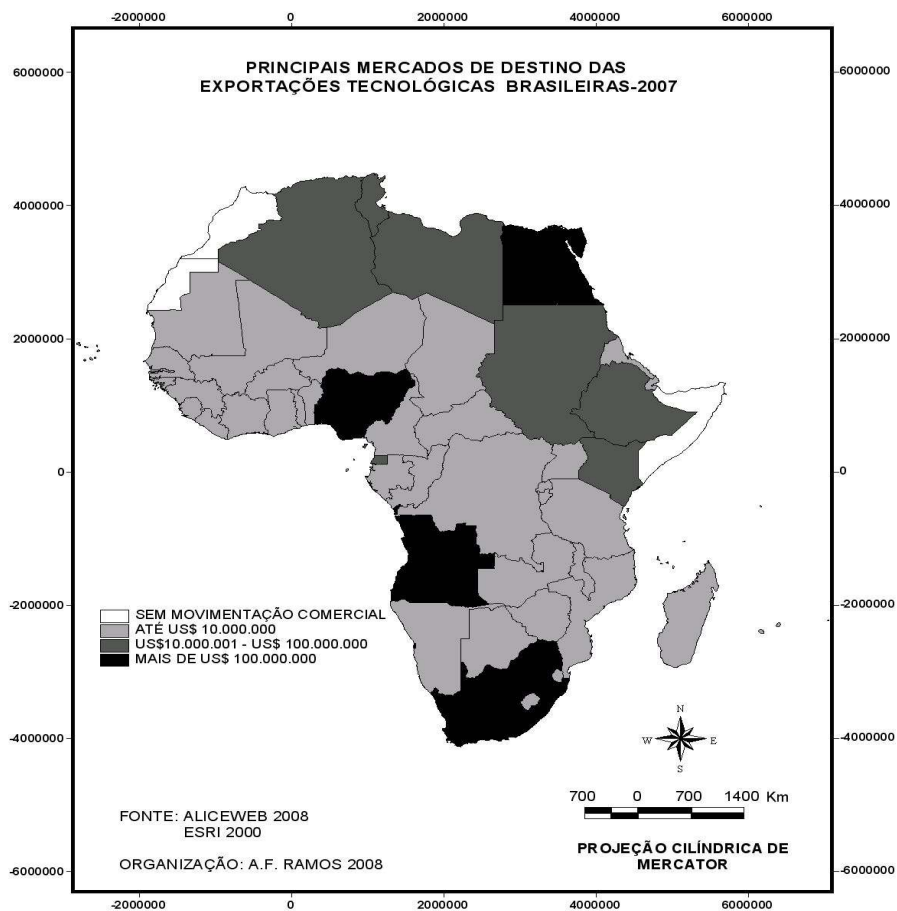 -2000000 0 2000000 4000000 6000000
PRINCIPAIS MERCADOS DE DESTINO DAS
EXPORTAÇÕES TECNOLÓGICAS BRASILEIRAS-2007
6000000 6000000
4000000 4000000
2000000 2000000
0 0
-2000000 -2000000
SEM MOVIMENTAÇÃO COMERCIAL
ATÉ US$ 10.000.000
US$10.000.001 - US$ 100.000.000
MAIS DE US$ 100.000.000
N
W E
S
-4000000 -4000000
700 0 700 1400 Km
FONTE: ALICEWEB 2008
ESRI 2000
PROJEÇÃO CILÍNDRICA DE
MERCATOR
ORGANIZAÇÃO: A.F. RAMOS 2008
-6000000 -6000000
-2000000 0 2000000 4000000 6000000